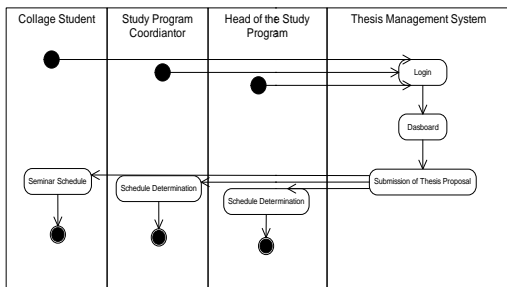 Collage Student
Study Program
Coordiantor
Head of the Study
Program
Thesis Management System
Login
Dasboard
Submission of Thesis Proposal
Seminar Schedule
Schedule Determination
Schedule Determination